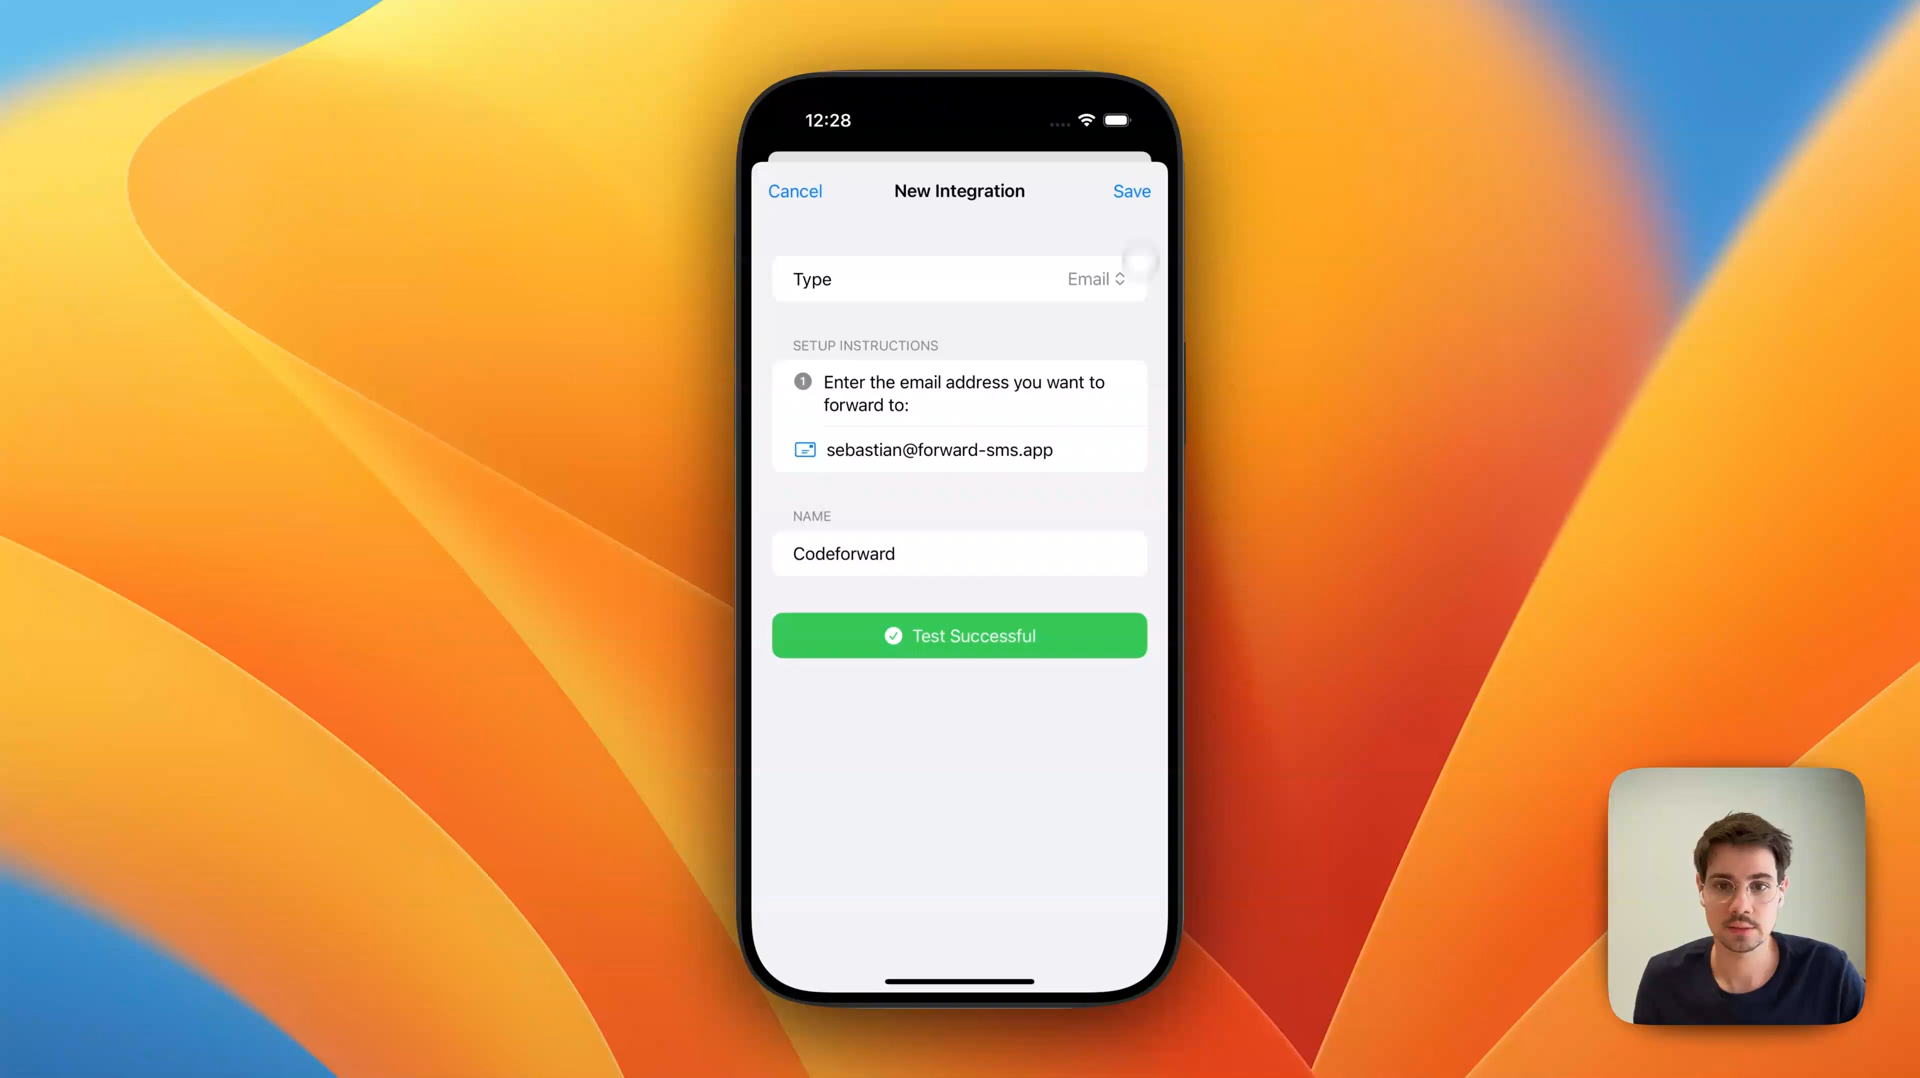 12:28
Cancel New Integration Save
Type Email
SETUP INSTRUCTIONS
1 Enter the email address you want to
forward to:
sebastian@forward-sms.app
NAME
Codeforward
Test Successful